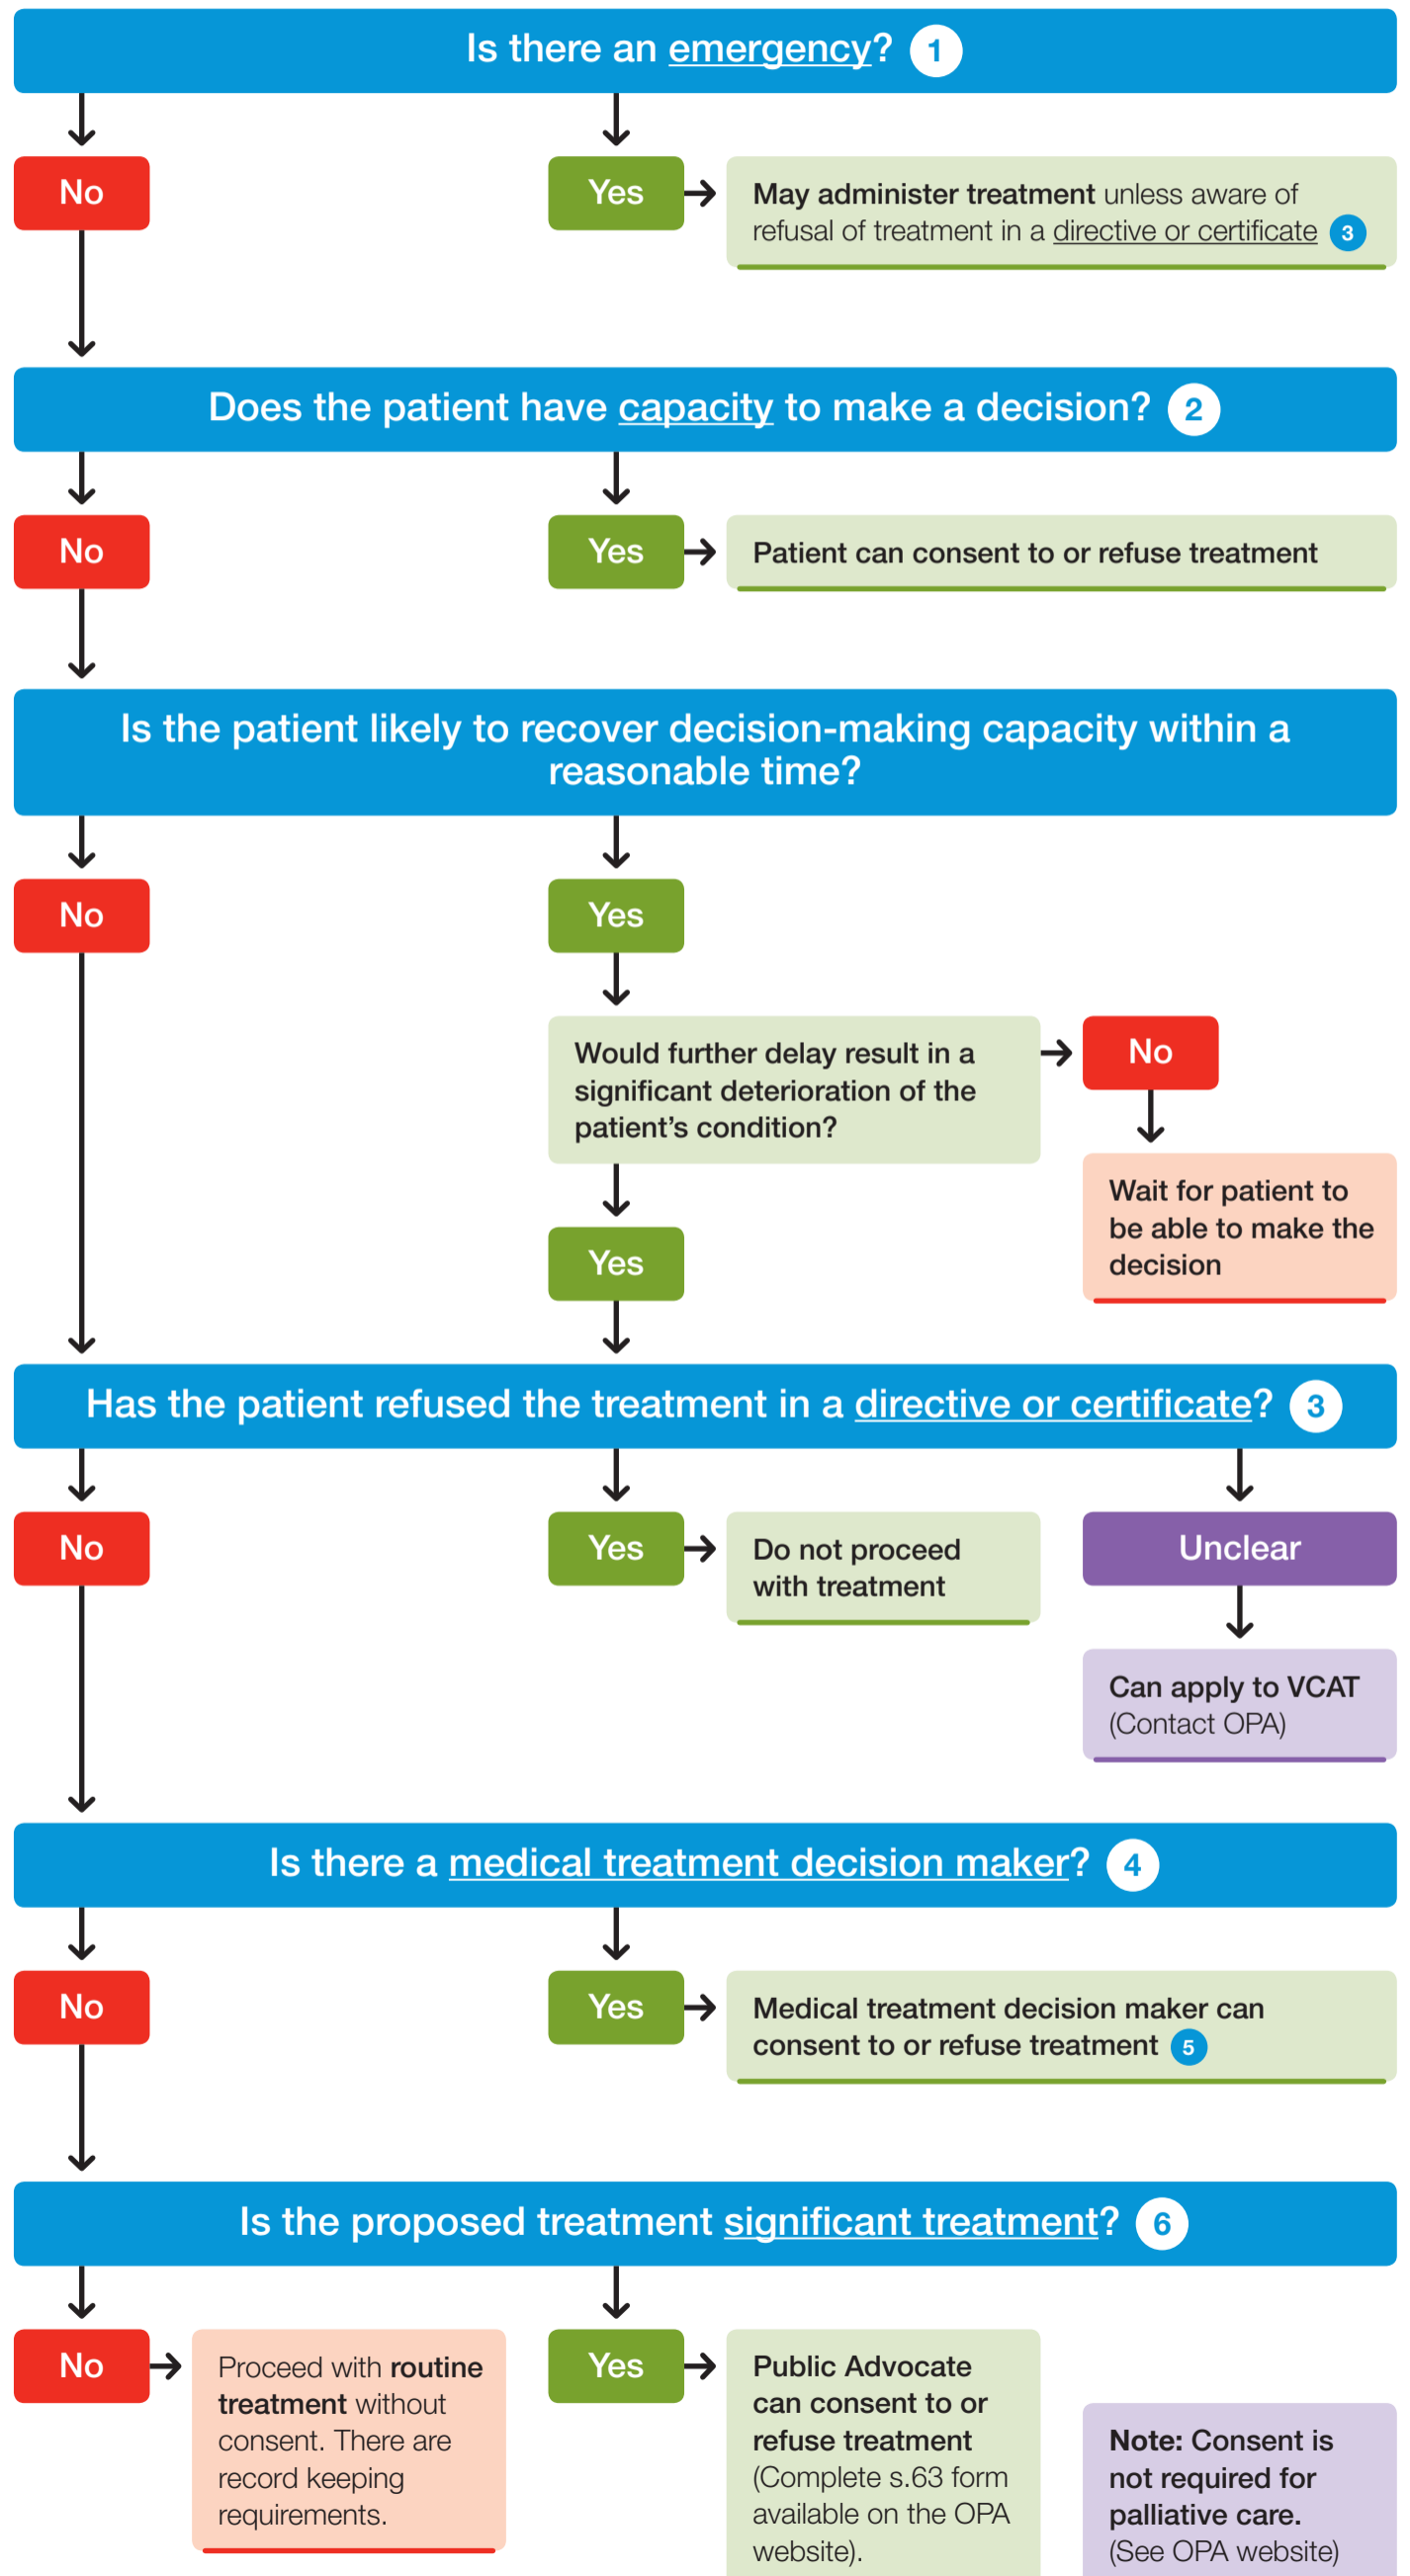 Is there an emergency? 1
No
Yes
May administer treatment unless aware of
refusal of treatment in a directive or certificate 3
Does the patient have capacity to make a decision? 2
No
Yes
Patient can consent to or refuse treatment
Is the patient likely to recover decision-making capacity within a
reasonable time?
No
Yes
Would further delay result in a
significant deterioration of the
patient's condition?
No
Wait for patient to
be able to make the
decision
Yes
Has the patient refused the treatment in a directive or certificate? 3
No
Yes
Do not proceed
with treatment
Unclear
Can apply to VCAT
(Contact OPA)
Is there a medical treatment decision maker? 4
No
Yes
Medical treatment decision maker can
consent to or refuse treatment 5
Is the proposed treatment significant treatment? 6
No
Proceed with routine
treatment without
consent. There are
record keeping
requirements.
Yes
Public Advocate
can consent to or
refuse treatment
(Complete s.63 form
available on the OPA
website).
Note: Consent is
not required for
palliative care.
(See OPA website)